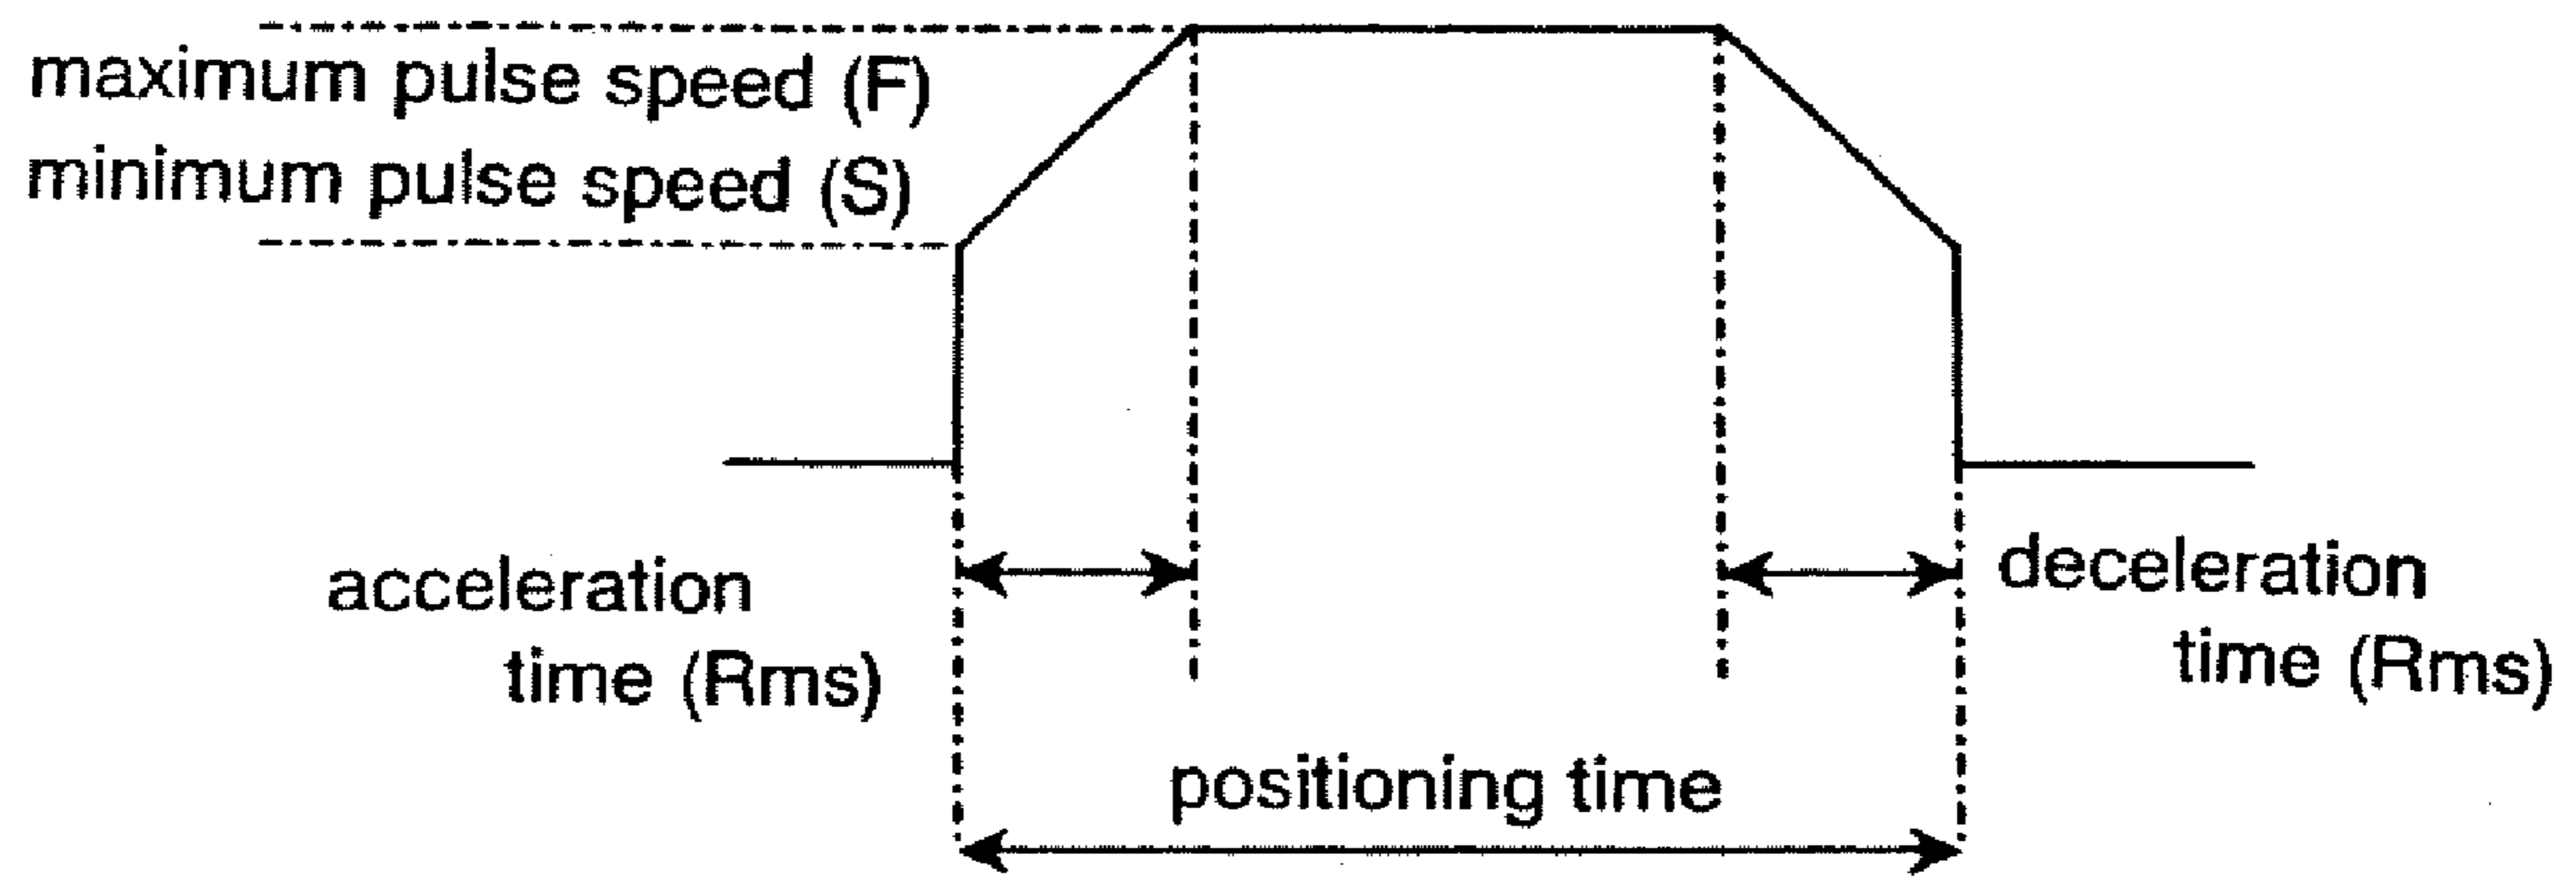 maximum pulse speed (F)
minimum pulse speed (S)
acceleration
time (Rms)
deceleration
time (Rms)
positioning time